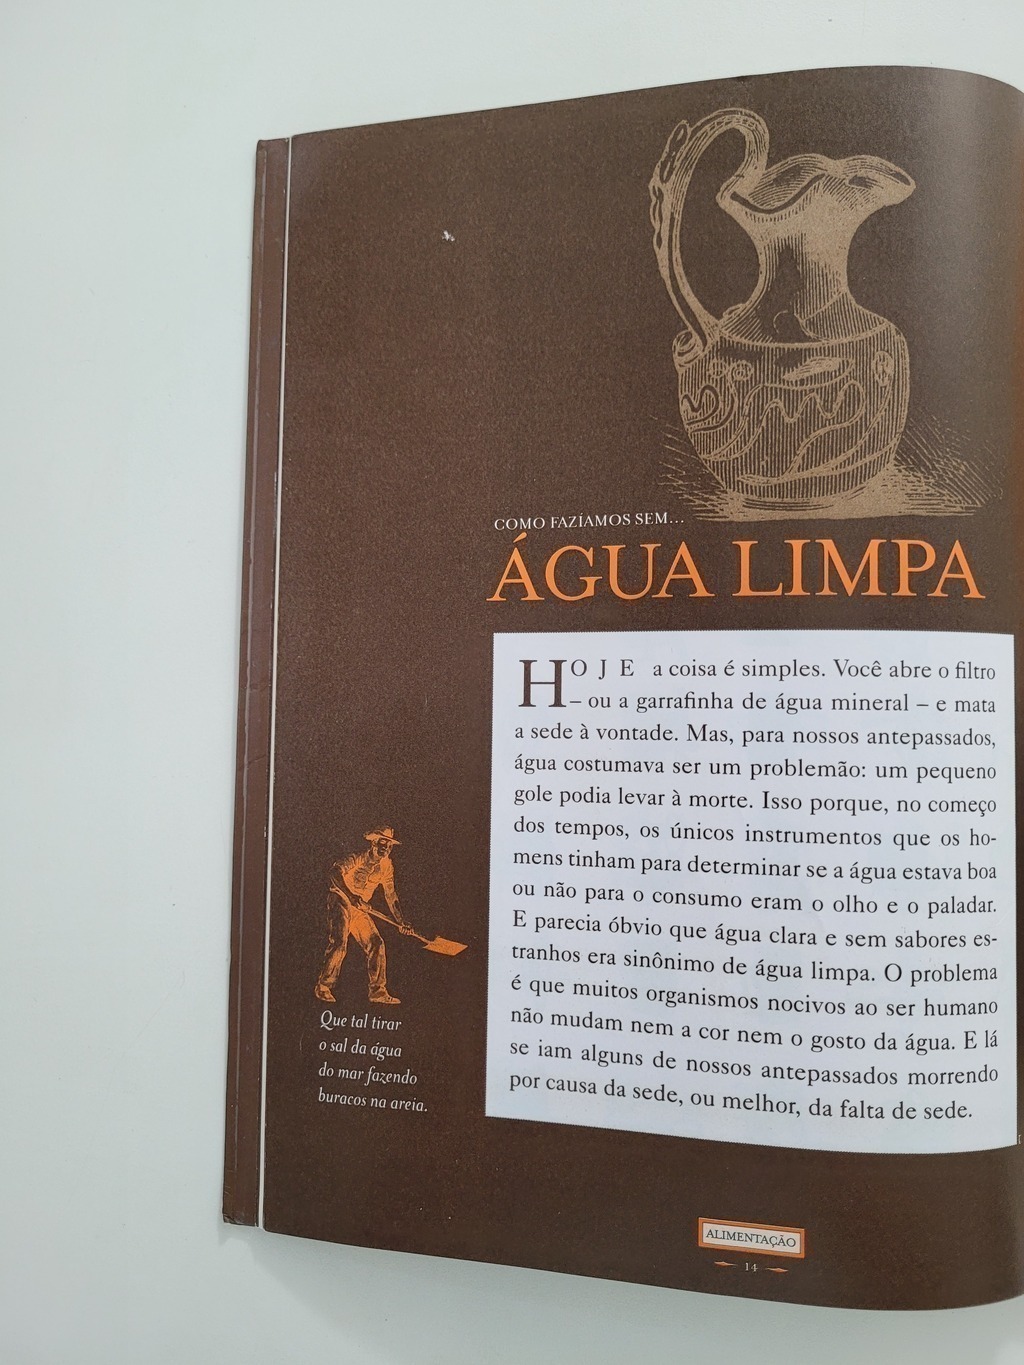 COMO FAZÍAMOS SEM...
ÁGUA LIMPA
HOJE a coisa é simples. Você abre o filtro
– ou a garrafinha de água mineral – e mata
a sede à vontade. Mas, para nossos antepassados,
água costumava ser um problemão: um pequeno
gole podia levar à morte. Isso porque, no começo
dos tempos, os únicos instrumentos que os ho-
mens tinham para determinar se a água estava boa
ou não para o consumo eram o olho e o paladar.
E parecia óbvio que água clara e sem sabores es-
tranhos era sinônimo de água limpa. O problema
é que muitos organismos nocivos ao ser humano
não mudam nem a cor nem o gosto da água. E lá
se iam alguns de nossos antepassados morrendo
por causa da sede, ou melhor, da falta de sede.
Que tal tirar
o sal da água
do mar fazendo
buracos na areia.
ALIMENTAÇÃO
14